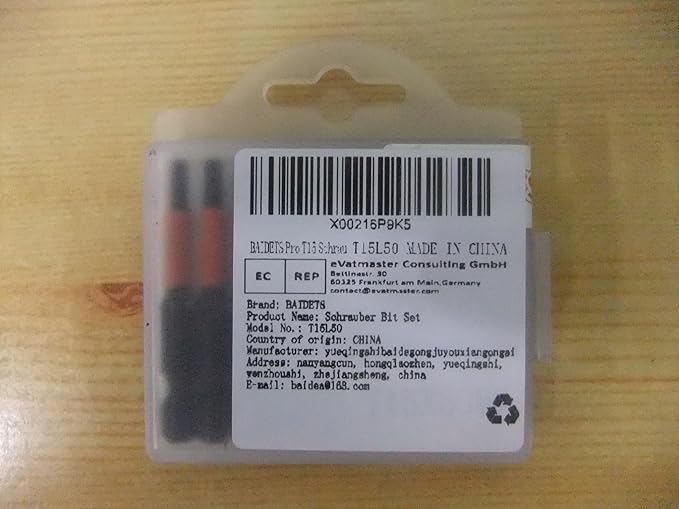 X00216P9K5
BAIDETS Pro T15 Schrau T15L50 MADE IN CHINA
EC REP
eVatmaster Consulting GmbH
Bettinastr. 30
60325 Frankfurt am Main,Germany
contact@evatmaster.com
Brand: BAIDETS
Product Name: Schrauber Bit Set
Model No.: T15L50
Country of origin: CHINA
Manufacturer: yueqingshibaidegongjuyouxiangongsi
Address: nanyangcun, hongqiaozhen, yueqingshi,
wenzhoushi, zhejiangsheng, china
E-mail: baidea@163.com